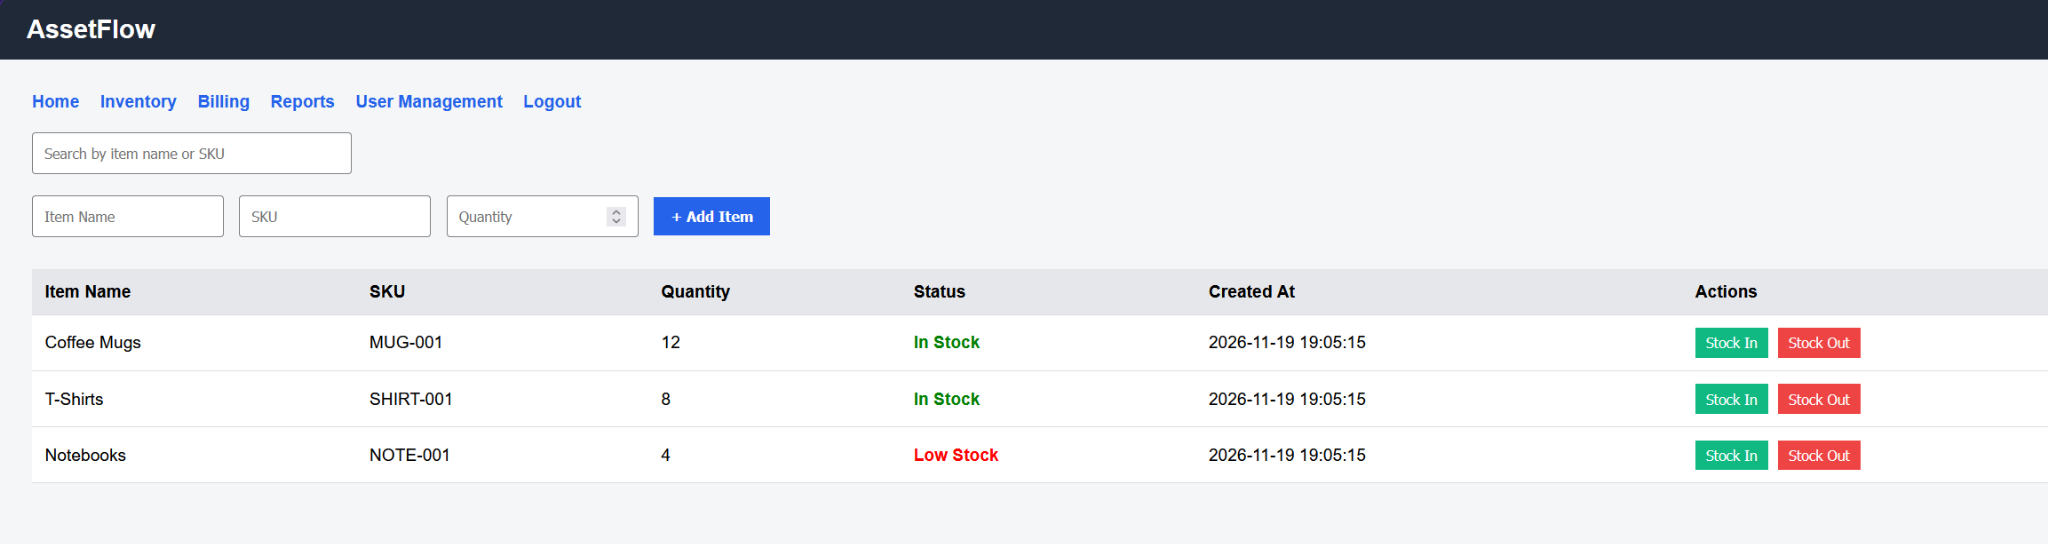 AssetFlow
Home Inventory Billing Reports User Management Logout
Search by item name or SKU
Item Name SKU Quantity + Add Item
Item Name SKU Quantity Status Created At Actions
Coffee Mugs MUG-001 12 In Stock 2026-11-19 19:05:15 Stock In Stock Out
T-Shirts SHIRT-001 8 In Stock 2026-11-19 19:05:15 Stock In Stock Out
Notebooks NOTE-001 4 Low Stock 2026-11-19 19:05:15 Stock In Stock Out